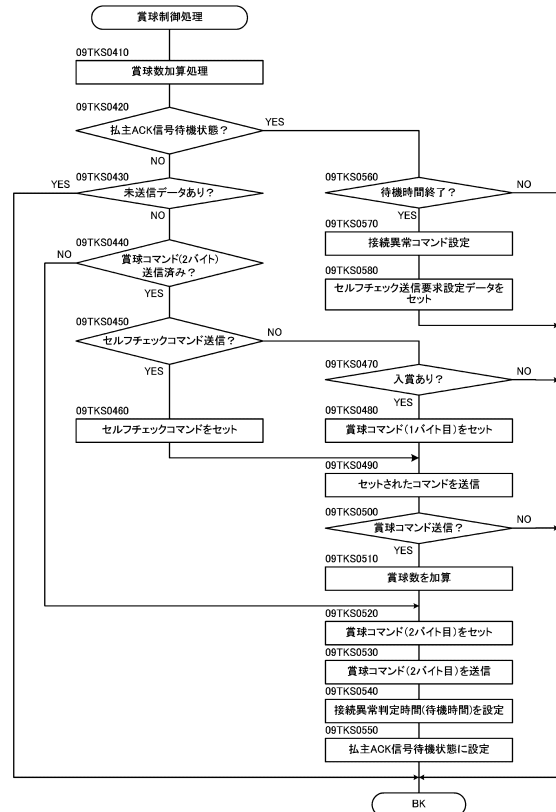 賞球制御処理
09TKS0410
賞球数加算処理
09TKS0420
払主ACK信号待機状態？
YES
NO
09TKS0430
YES
未送信データあり？
NO
09TKS0560
待機時間終了？
NO
YES
09TKS0570
接続異常コマンド設定
09TKS0580
セルフチェック送信要求設定データを
セット
09TKS0440
NO
賞球コマンド(2バイト)
送信済み？
YES
09TKS0450
セルフチェックコマンド送信？
NO
YES
09TKS0460
セルフチェックコマンドをセット
09TKS0470
入賞あり？
NO
YES
09TKS0480
賞球コマンド(1バイト目)をセット
09TKS0490
セットされたコマンドを送信
09TKS0500
賞球コマンド送信？
NO
YES
09TKS0510
賞球数を加算
09TKS0520
賞球コマンド(2バイト目)をセット
09TKS0530
賞球コマンド(2バイト目)を送信
09TKS0540
接続異常判定時間(待機時間)を設定
09TKS0550
払主ACK信号待機状態に設定
BK